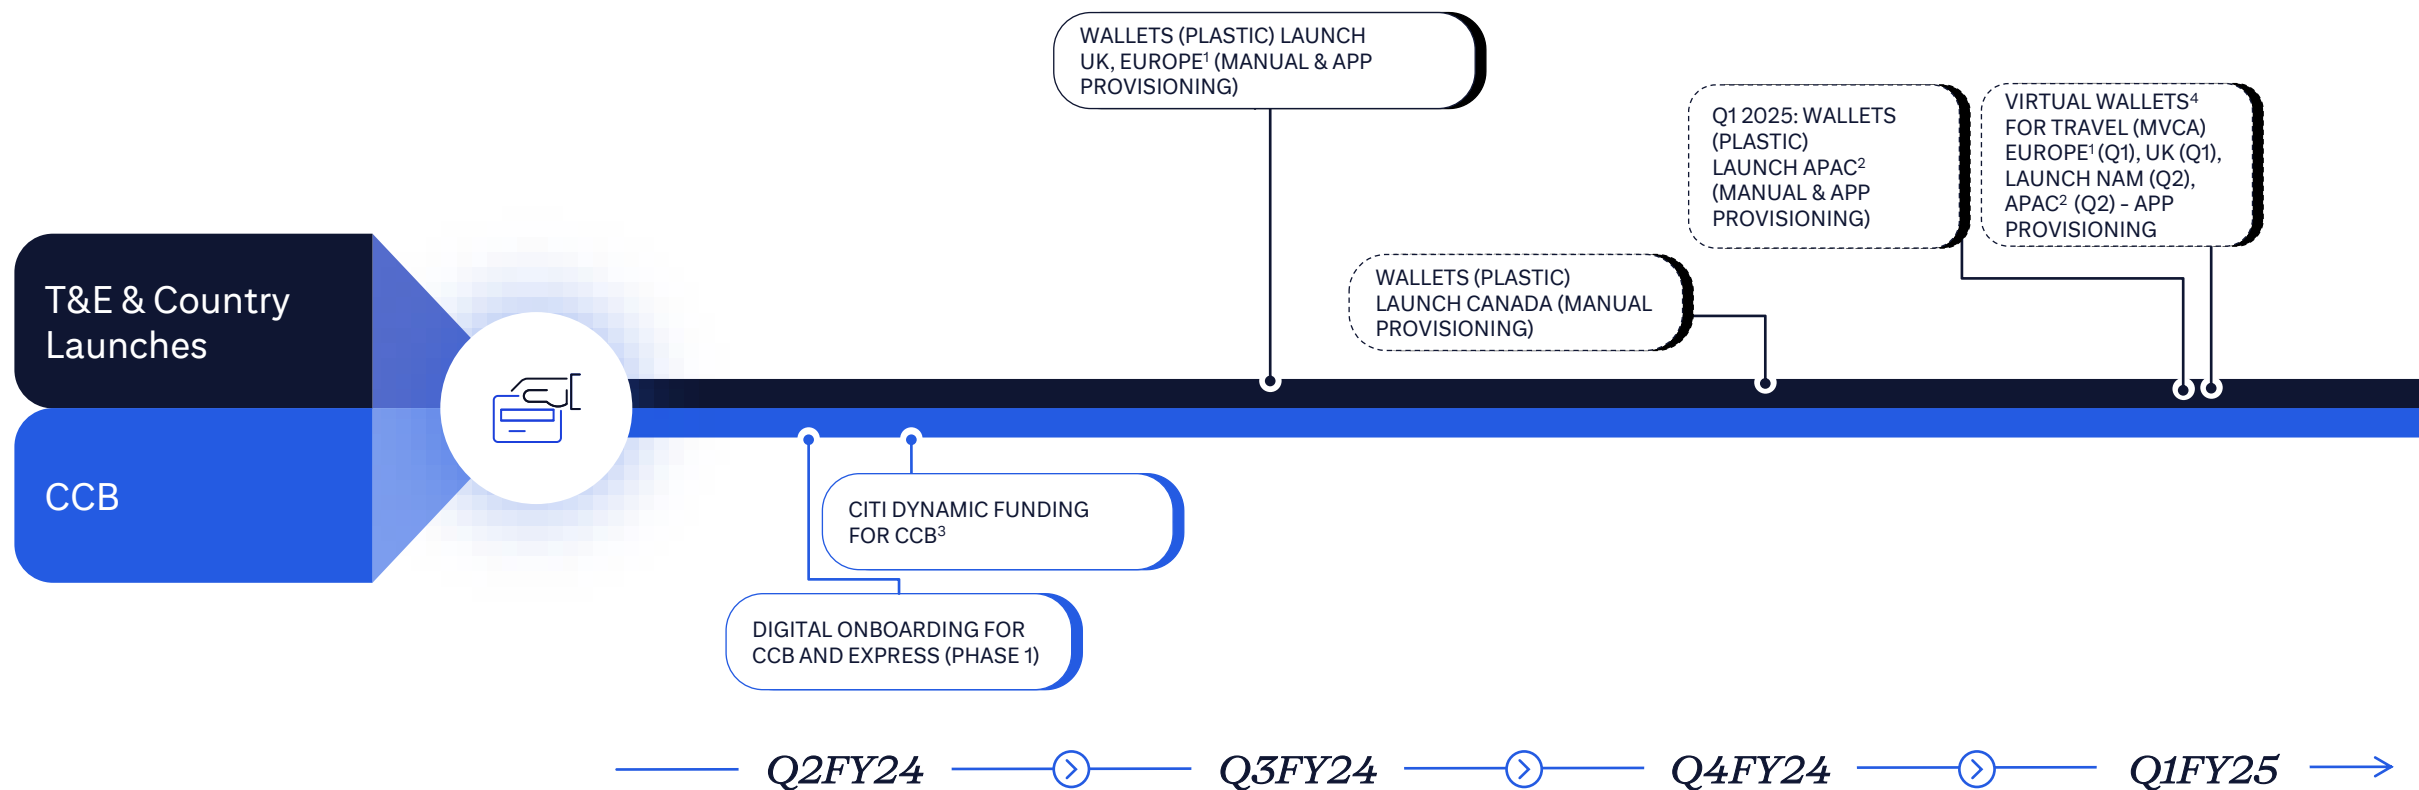 WALLETS (PLASTIC) LAUNCH
UK, EUROPE¹ (MANUAL & APP
PROVISIONING)
Q1 2025: WALLETS
(PLASTIC)
LAUNCH APAC²
(MANUAL & APP
PROVISIONING)
VIRTUAL WALLETS⁴
FOR TRAVEL (MVCA)
EUROPE¹ (Q1), UK (Q1),
LAUNCH NAM (Q2),
APAC² (Q2) - APP
PROVISIONING
WALLETS (PLASTIC)
LAUNCH CANADA (MANUAL
PROVISIONING)
T&E & Country
Launches
CCB
CITI DYNAMIC FUNDING
FOR CCB³
DIGITAL ONBOARDING FOR
CCB AND EXPRESS (PHASE 1)
Q2FY24
Q3FY24
Q4FY24
Q1FY25